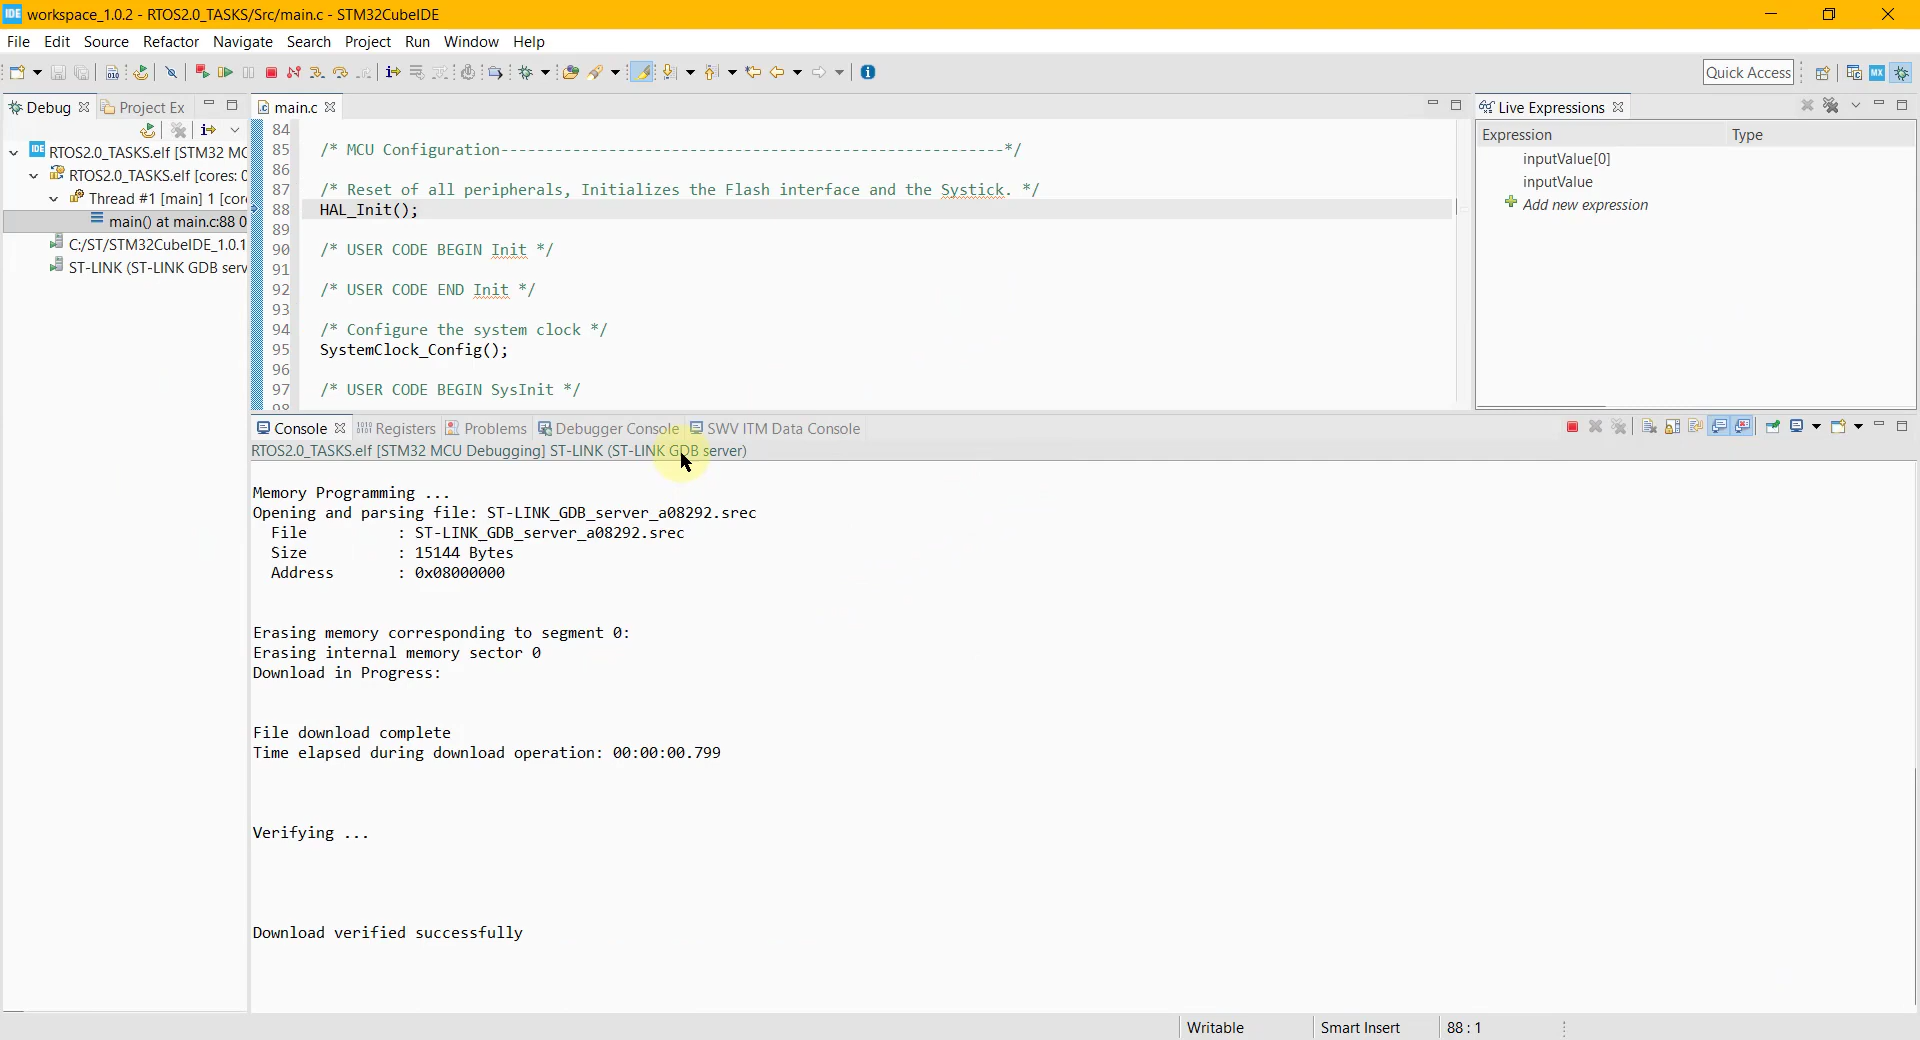 IDE workspace_1.0.2 - RTOS2.0_TASKS/Src/main.c - STM32CubeIDE
File Edit Source Refactor Navigate Search Project Run Window Help
Quick Access
MX
Debug
Project Ex
RTOS2.0_TASKS.elf [STM32 MC
RTOS2.0_TASKS.elf [cores: 0
Thread #1 [main] 1 [core
main() at main.c:88 0
C:/ST/STM32CubeIDE_1.0.1
ST-LINK (ST-LINK GDB serv
main.c
84
85 /* MCU Configuration--------------------------------------------------------*/
86
87 /* Reset of all peripherals, Initializes the Flash interface and the Systick. */
88 HAL_Init();
89
90 /* USER CODE BEGIN Init */
91
92 /* USER CODE END Init */
93
94 /* Configure the system clock */
95 SystemClock_Config();
96
97 /* USER CODE BEGIN SysInit */
98
Live Expressions
Expression Type
inputValue[0]
inputValue
Add new expression
Console Registers Problems Debugger Console SWV ITM Data Console
RTOS2.0_TASKS.elf [STM32 MCU Debugging] ST-LINK (ST-LINK GDB server)
Memory Programming ...
Opening and parsing file: ST-LINK_GDB_server_a08292.srec
File : ST-LINK_GDB_server_a08292.srec
Size : 15144 Bytes
Address : 0x08000000
Erasing memory corresponding to segment 0:
Erasing internal memory sector 0
Download in Progress:
File download complete
Time elapsed during download operation: 00:00:00.799
Verifying ...
Download verified successfully
Writable Smart Insert 88 : 1